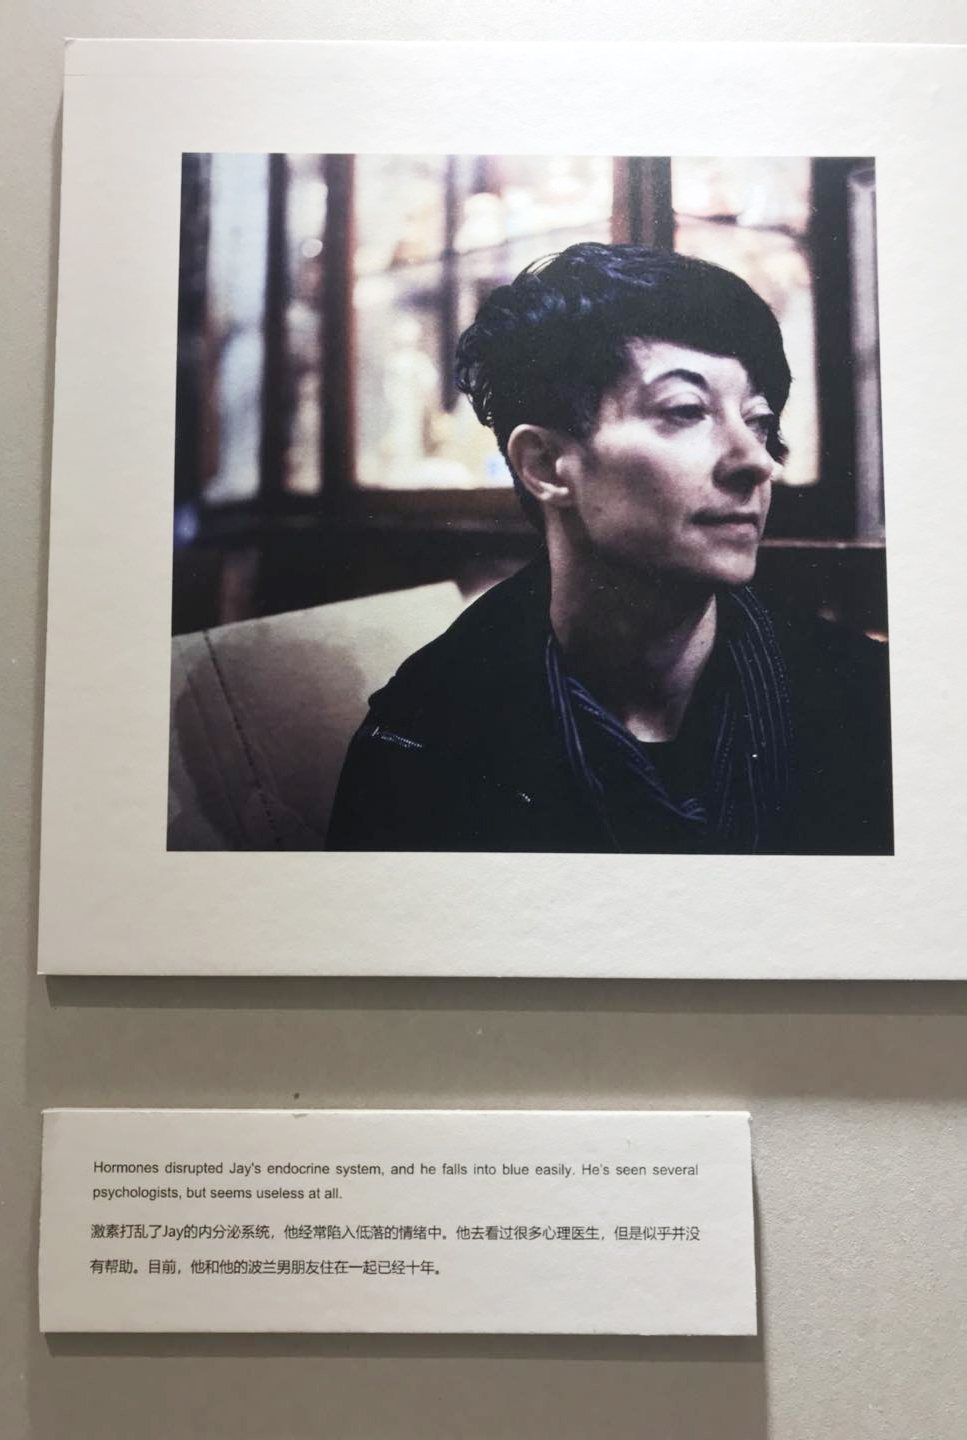 Hormones disrupted Jay's endocrine system, and he falls into blue easily. He's seen several
psychologists, but seems useless at all.
激素打乱了Jay的内分泌系统，他经常陷入低落的情绪中。他去看过很多心理医生，但是似乎并没
有帮助。目前，他和他的波兰男朋友住在一起已经十年。